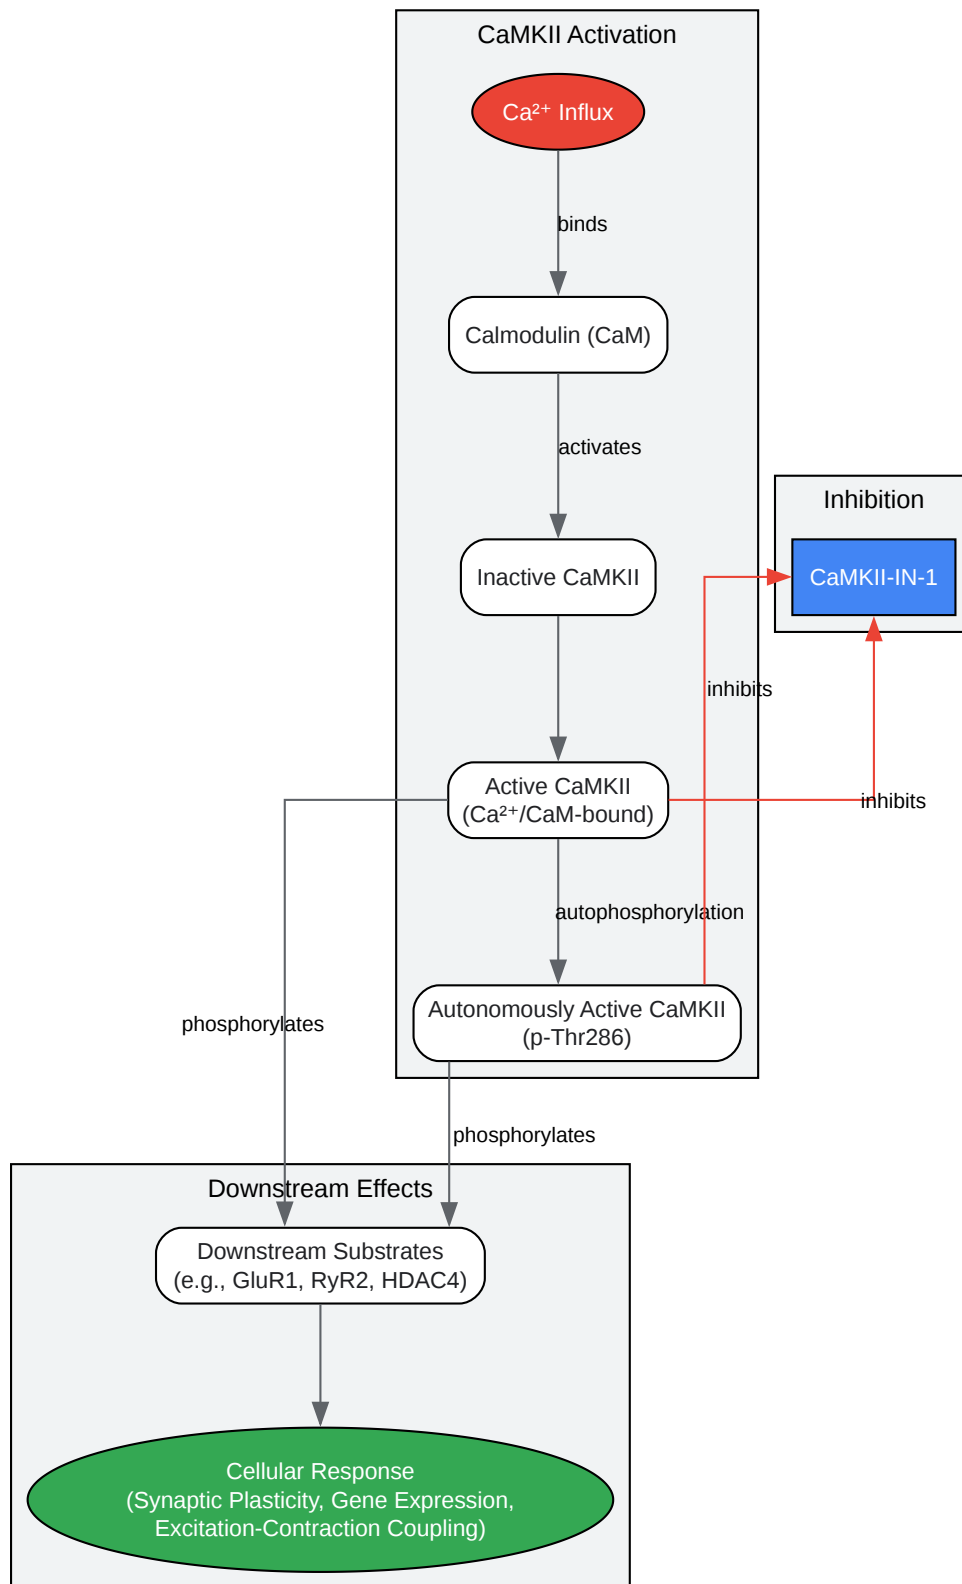 CaMKII Activation
Ca²⁺ Influx
binds
Calmodulin (CaM)
activates
Inhibition
Inactive CaMKII
CaMKII-IN-1
inhibits
Active CaMKII
(Ca²⁺/CaM-bound)
inhibits
autophosphorylation
Autonomously Active CaMKII
(p-Thr286)
phosphorylates
phosphorylates
Downstream Effects
Downstream Substrates
(e.g., GluR1, RyR2, HDAC4)
Cellular Response
(Synaptic Plasticity, Gene Expression,
Excitation-Contraction Coupling)